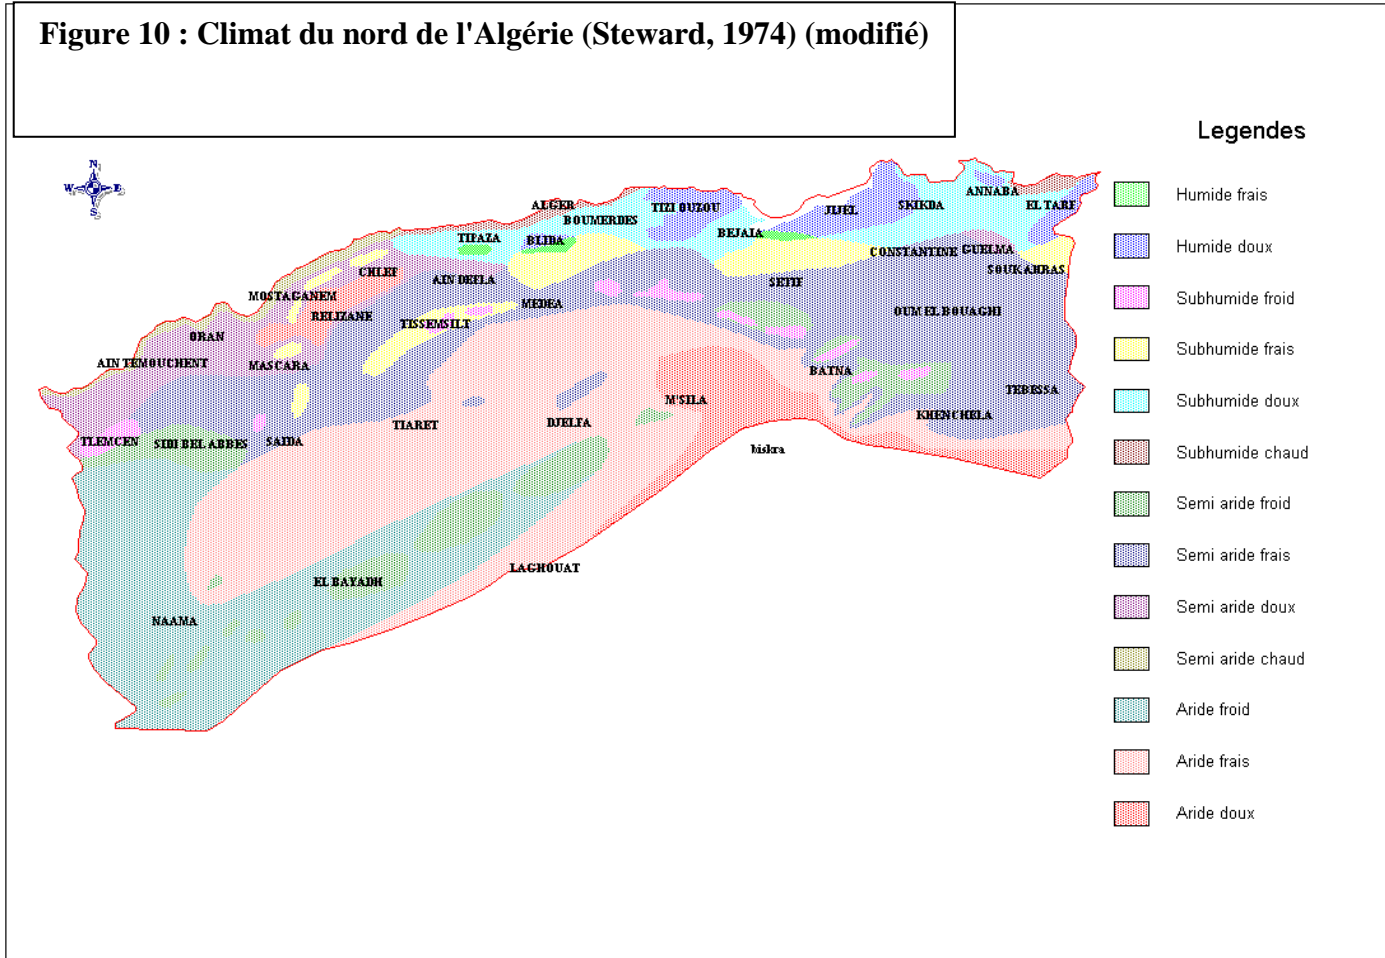 Figure 10 : Climat du nord de l'Algérie (Steward, 1974) (modifié)
Legendes
N
W
E
S
ANNABA
ALGER
TIZI OUZOU
JIJEL
SKIKDA
EL TARF
BOUMERDES
TIPAZA
BLIDA
BEJAIA
CONSTANTINE
GUELMA
SOUK AHRAS
CHLEF
AIN DEFLA
SETIF
MOSTAGANEM
RELIZANE
TISSEMSILT
MEDEA
OUM EL BOUAGHI
ORAN
AIN TEMOUCHENT
MASCARA
BATNA
TEBESSA
M'SILA
KHENCHELA
TLEMCEN
SIDI BEL ABBES
SAIDA
TIARET
DJELFA
biskra
LAGHOUAT
EL BAYADH
NAAMA
Humide frais
Humide doux
Subhumide froid
Subhumide frais
Subhumide doux
Subhumide chaud
Semi aride froid
Semi aride frais
Semi aride doux
Semi aride chaud
Aride froid
Aride frais
Aride doux